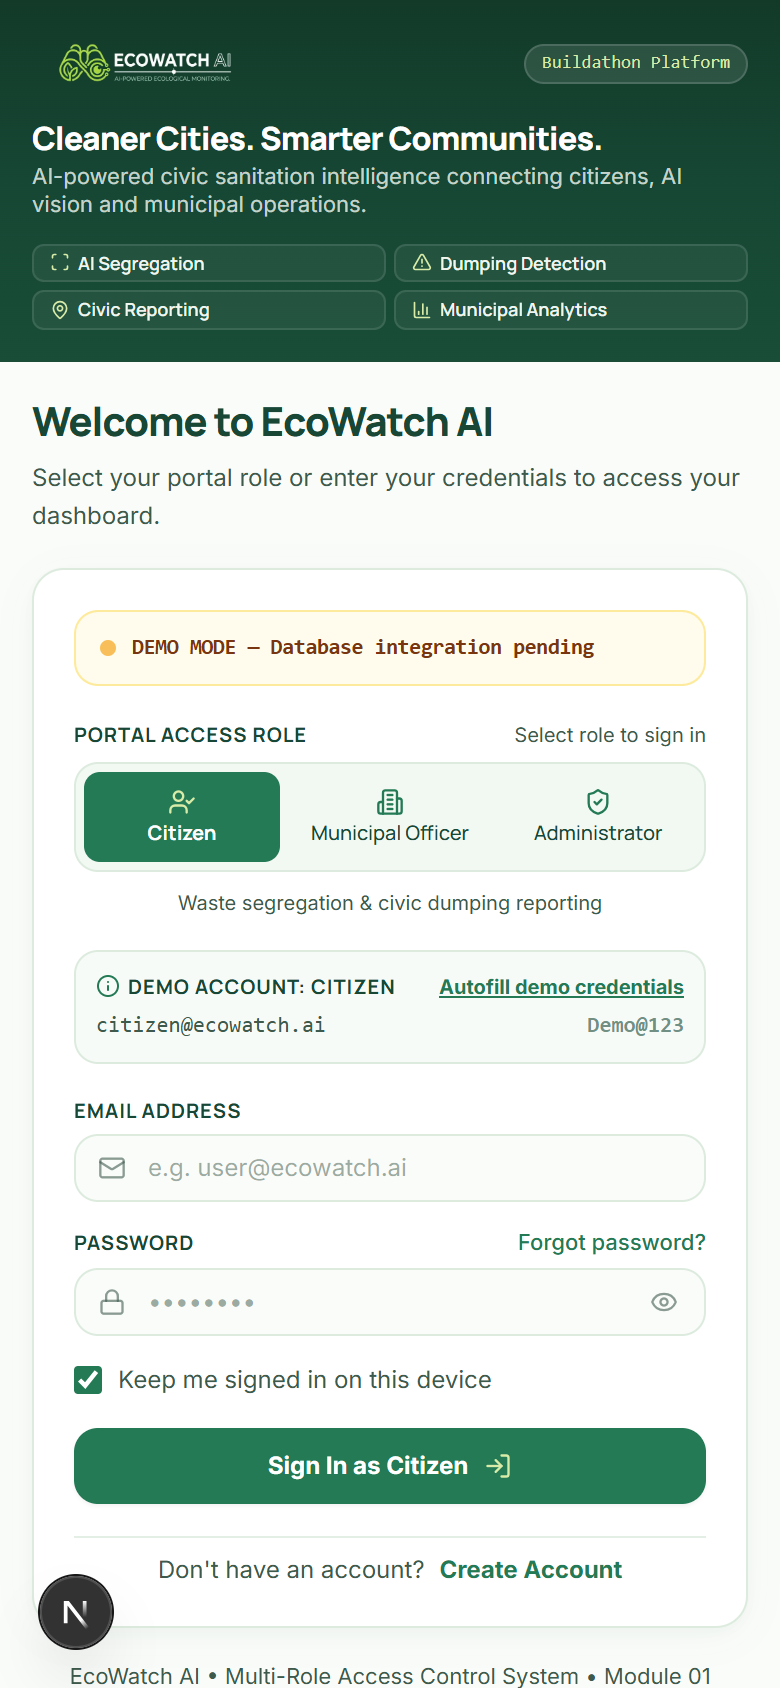 ECOWATCH AI
AI-POWERED ECOLOGICAL MONITORING.
Buildathon Platform
Cleaner Cities. Smarter Communities.
AI-powered civic sanitation intelligence connecting citizens, AI
vision and municipal operations.
AI Segregation
Dumping Detection
Civic Reporting
Municipal Analytics
Welcome to EcoWatch AI
Select your portal role or enter your credentials to access your
dashboard.
DEMO MODE — Database integration pending
PORTAL ACCESS ROLE
Select role to sign in
Citizen
Municipal Officer
Administrator
Waste segregation & civic dumping reporting
DEMO ACCOUNT: CITIZEN
Autofill demo credentials
citizen@ecowatch.ai
Demo@123
EMAIL ADDRESS
e.g. user@ecowatch.ai
PASSWORD
Forgot password?
••••••••
Keep me signed in on this device
Sign In as Citizen
Don't have an account? Create Account
N
EcoWatch AI • Multi-Role Access Control System • Module 01